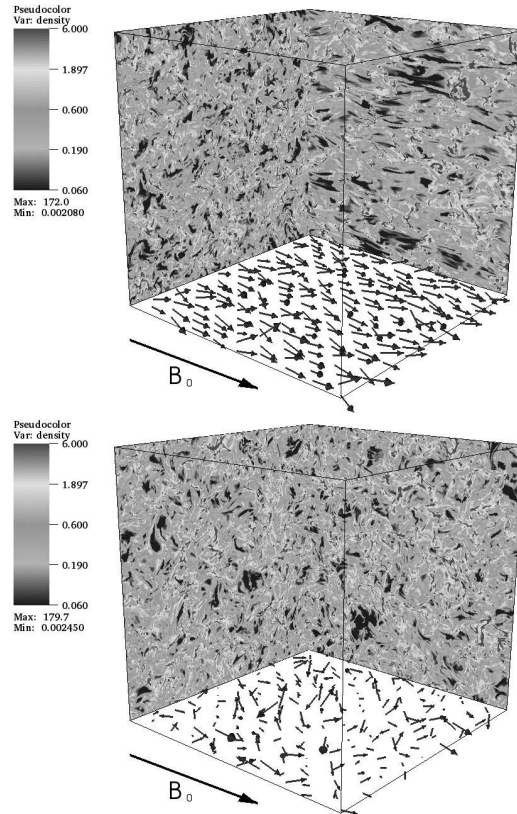 Pseudocolor
Var: density
6.000
1.897
0.600
0.190
0.060
Max: 172.0
Min: 0.002080
B₀
Pseudocolor
Var: density
6.000
1.897
0.600
0.190
0.060
Max: 179.7
Min: 0.002450
B₀